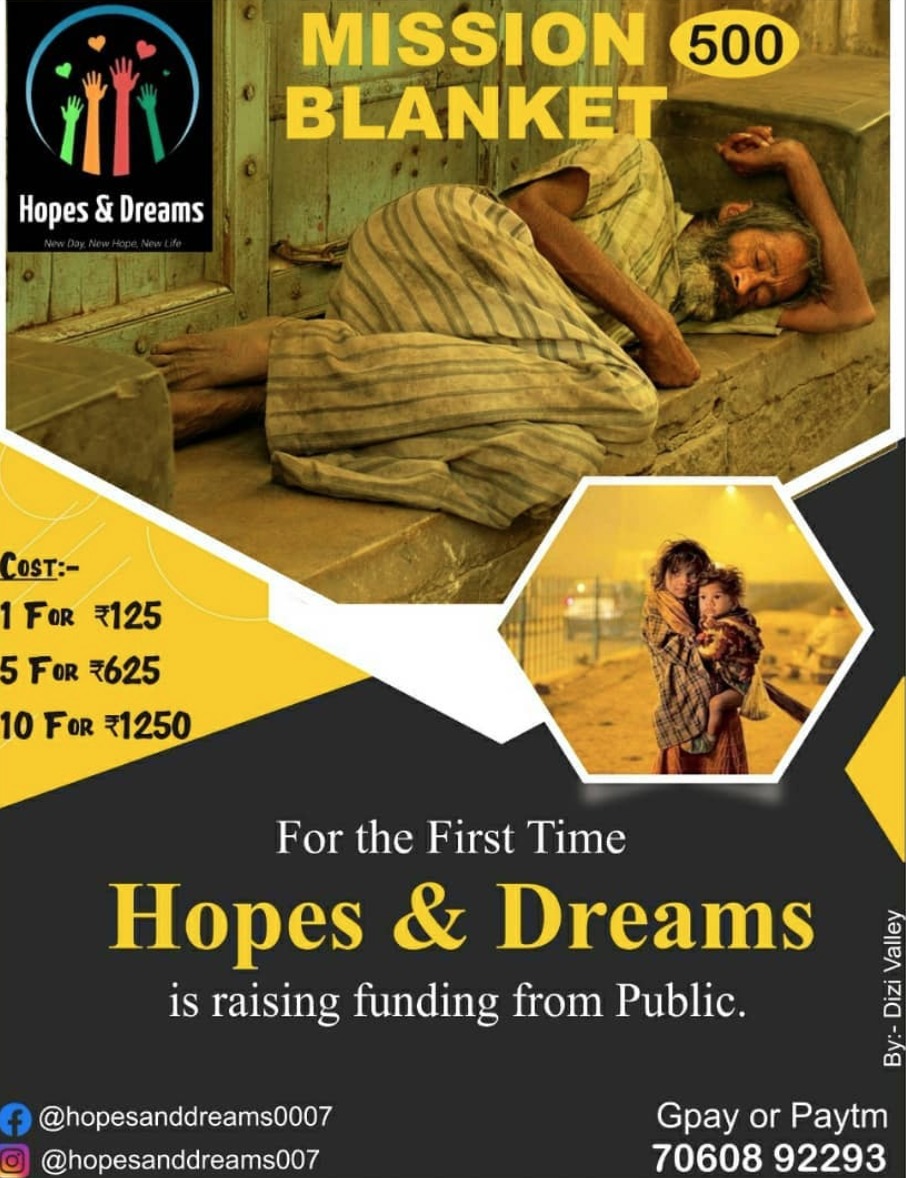 MISSION 500
BLANKET
Hopes & Dreams
New Day, New Hope, New Life
COST:-
1 FOR ₹125
5 FOR ₹625
10 FOR ₹1250
For the First Time
Hopes & Dreams
is raising funding from Public.
By:- Dizi Valley
@hopesanddreams0007
@hopesanddreams007
Gpay or Paytm
70608 92293